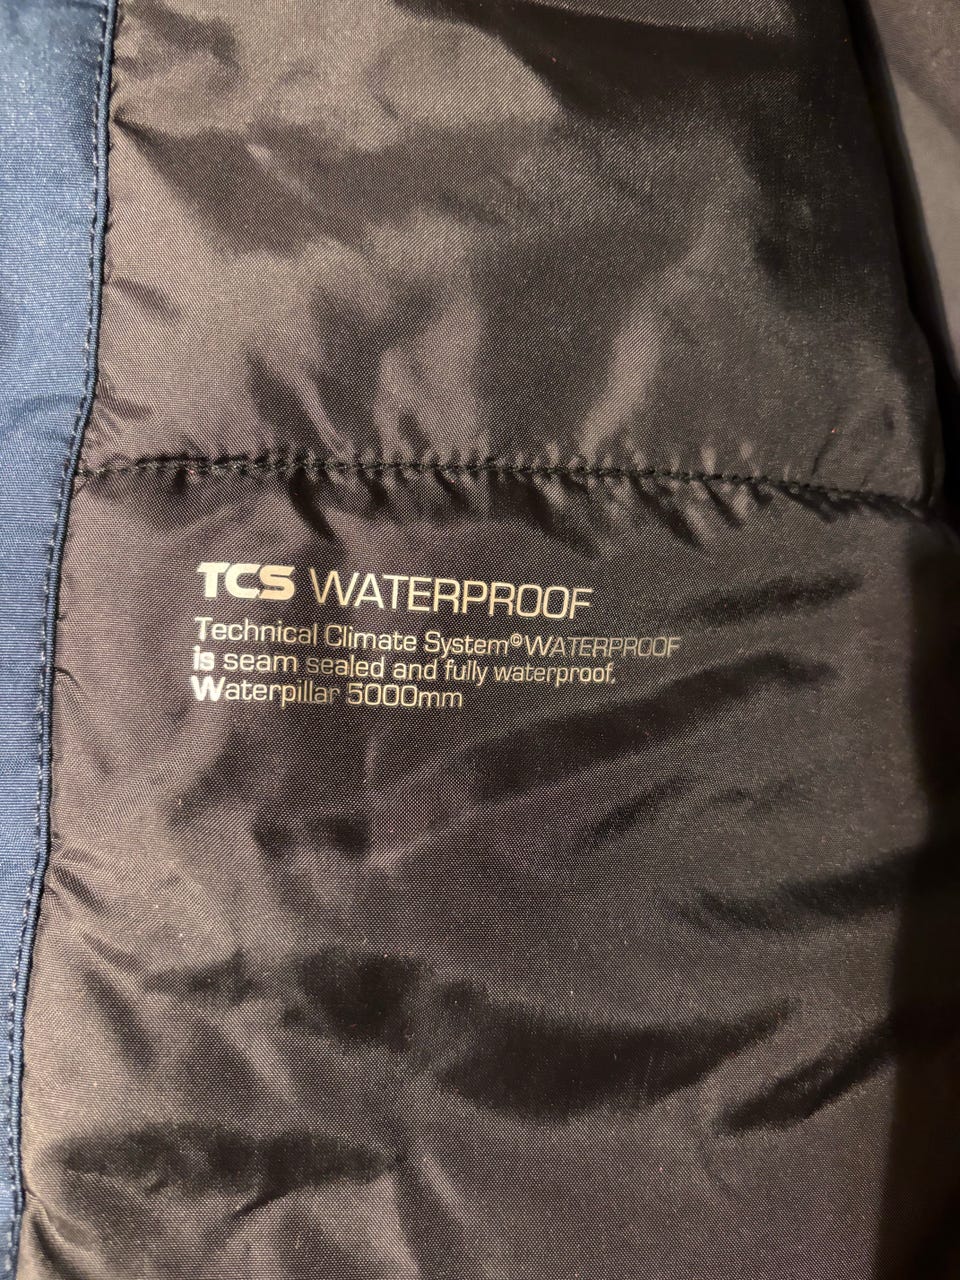 TCS WATERPROOF
Technical Climate System©WATERPROOF
is seam sealed and fully waterproof.
Waterpillar 5000mm